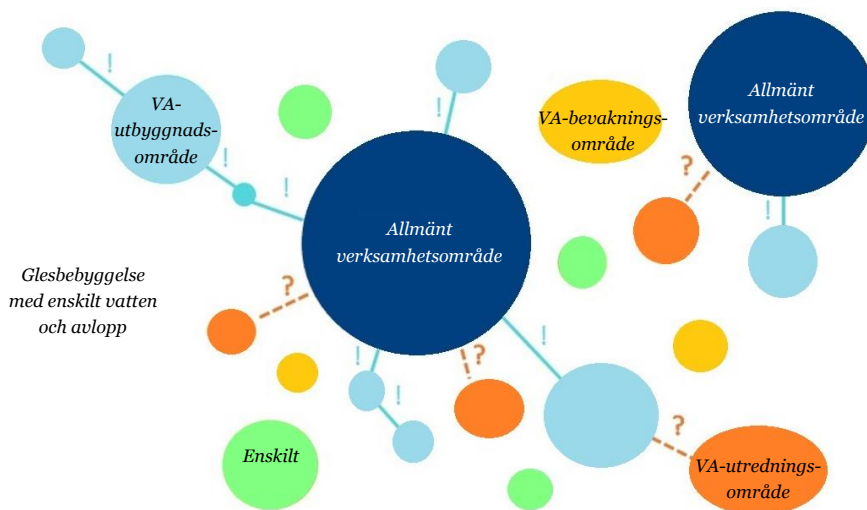 !
VA-
utbyggnads-
område
!
!
!
VA-bevaknings-
område
Allmänt
verksamhetsområde
?
!
Allmänt
verksamhetsområde
Glesbebyggelse
med enskilt vatten
och avlopp
?
!
!
?
!
?
Enskilt
VA-utrednings-
område